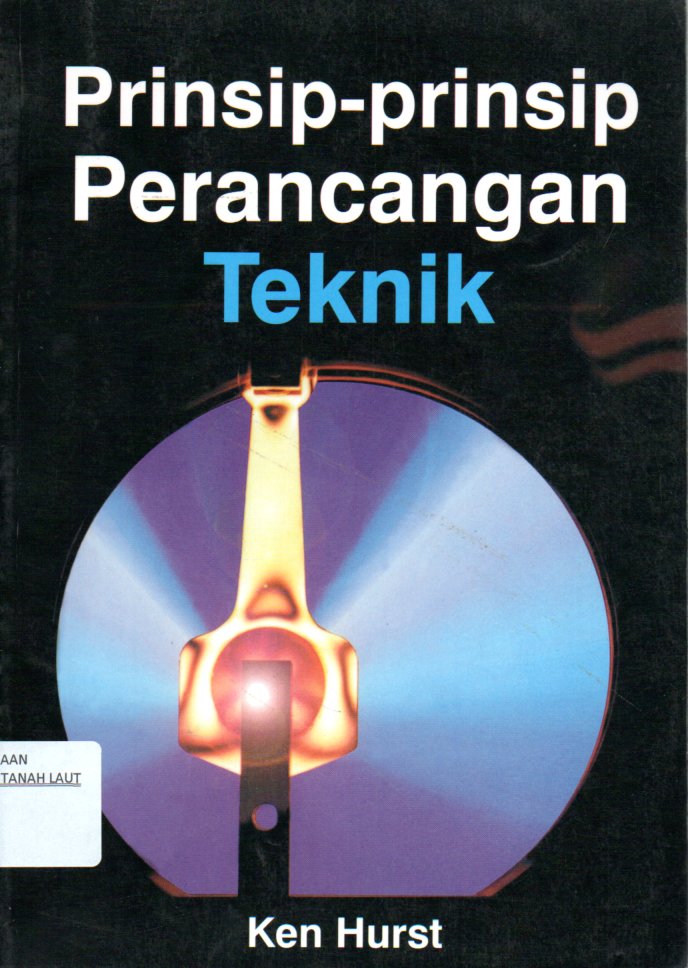 Prinsip-prinsip
Perancangan
Teknik
AAN
TANAH LAUT
Ken Hurst